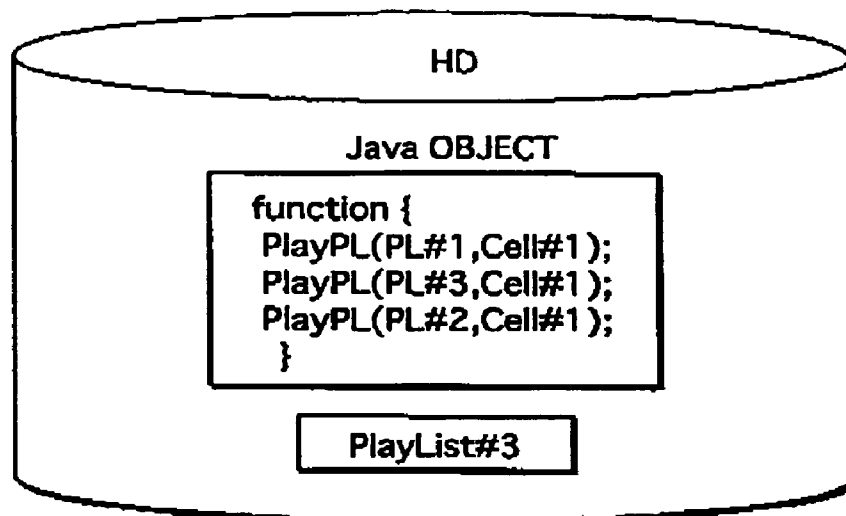 HD
Java OBJECT
function {
PlayPL(PL#1,Cell#1);
PlayPL(PL#3,Cell#1);
PlayPL(PL#2,Cell#1);
}
PlayList#3